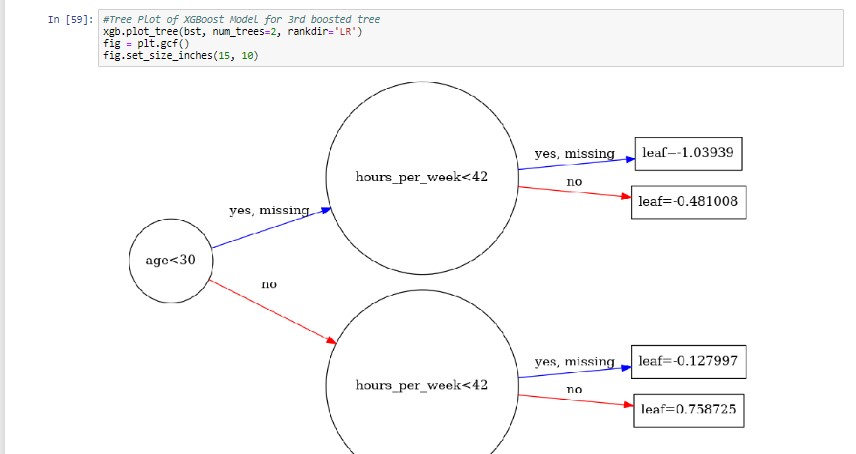 In [59]: #Tree Plot of XGBoost Model for 3rd boosted tree
xgb.plot_tree(bst, num_trees=2, rankdir='LR')
fig = plt.gcf()
fig.set_size_inches(15, 10)
yes, missing
leaf=-1.03939
hours_per_week<42
no
leaf=-0.481008
yes, missing
age<30
no
yes, missing
leaf=-0.127997
hours_per_week<42
no
leaf=0.758725